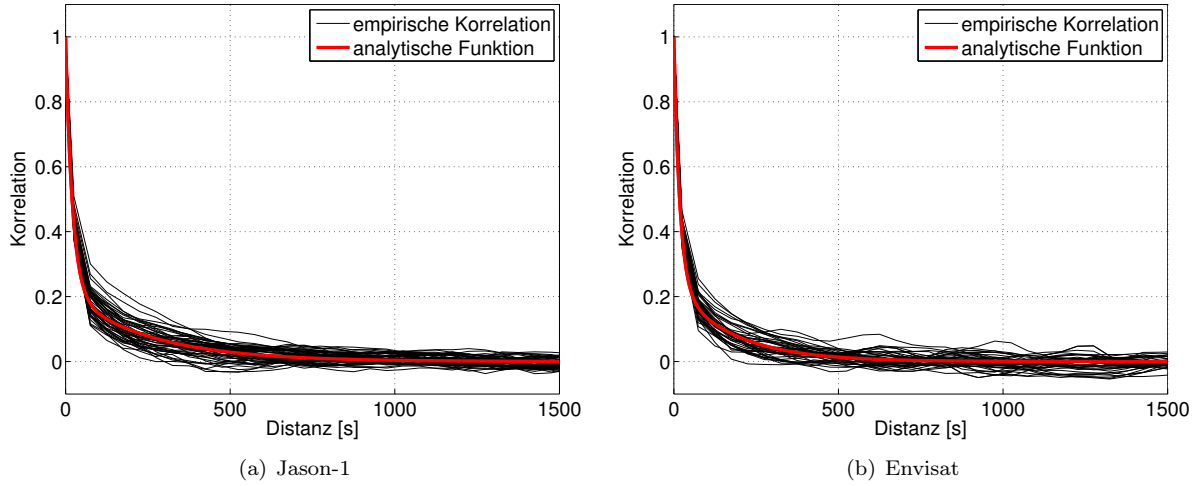 empirische Korrelation
analytische Funktion
1
0.8
0.6
0.4
0.2
0
Korrelation
0 500 1000 1500
Distanz [s]
(a) Jason-1
empirische Korrelation
analytische Funktion
1
0.8
0.6
0.4
0.2
0
Korrelation
0 500 1000 1500
Distanz [s]
(b) Envisat